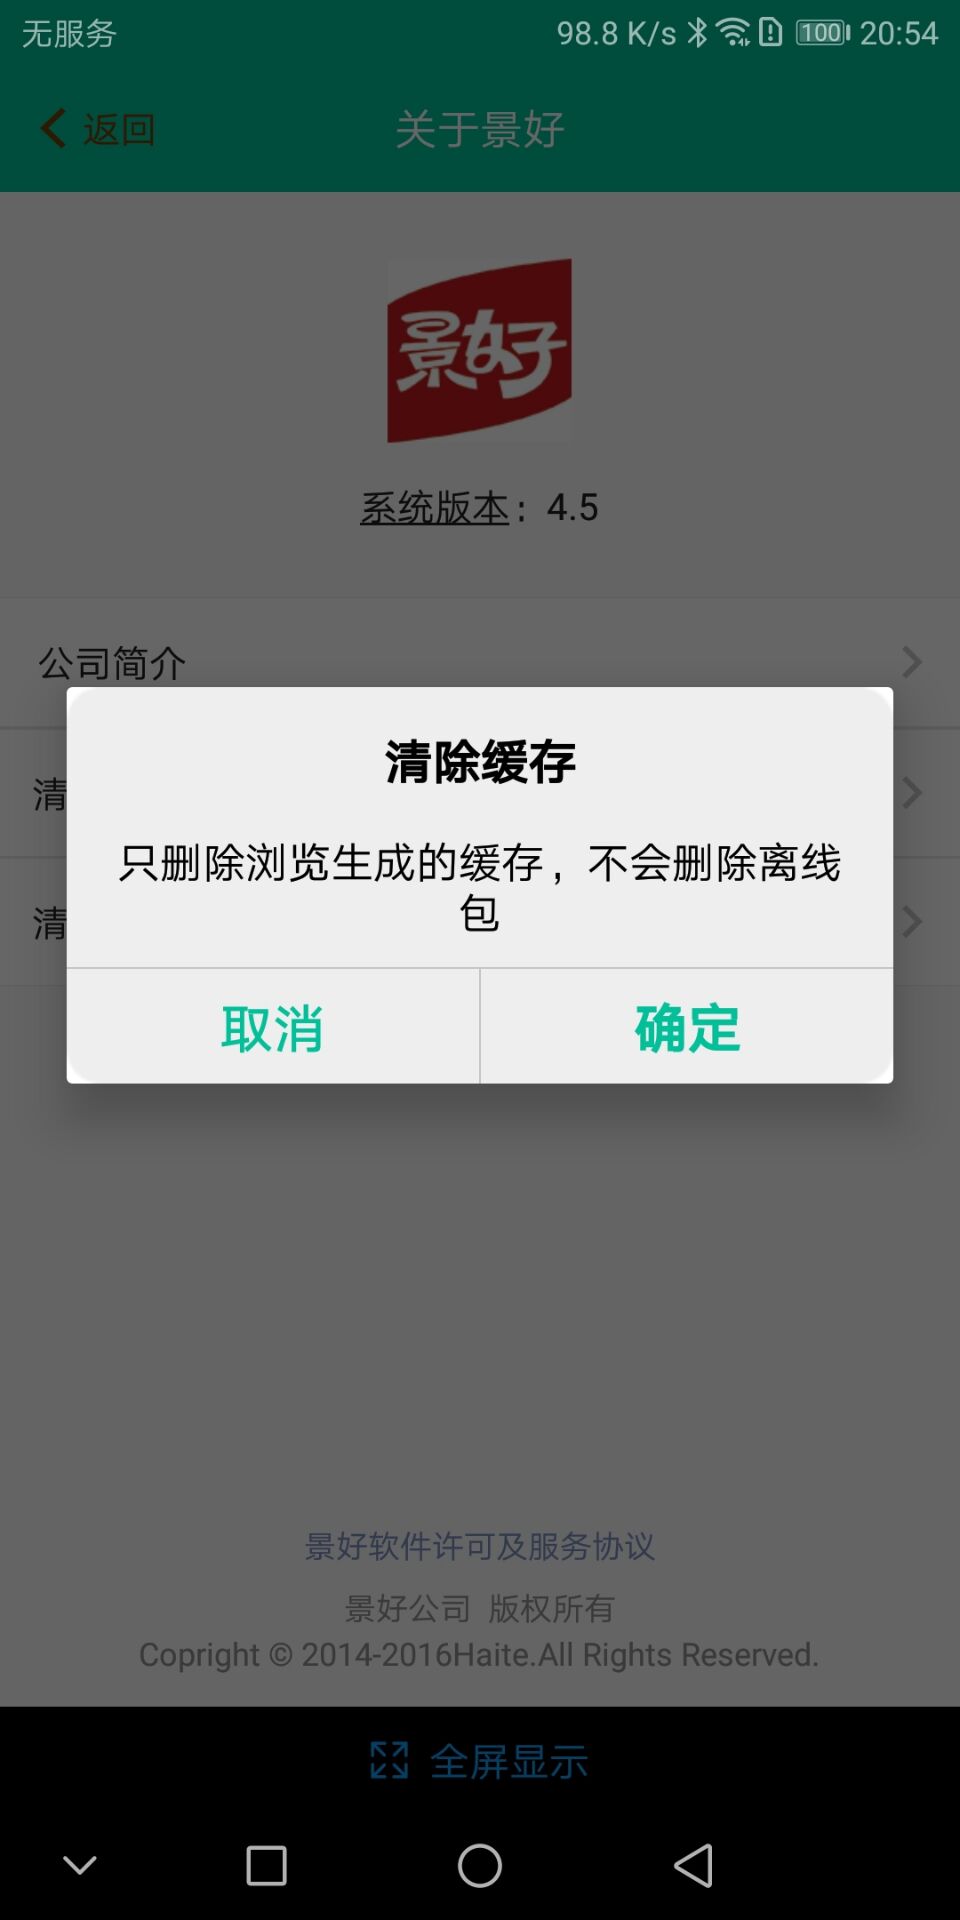 无服务 98.8 K/s 100 20:54
返回 关于景好
景好
系统版本：4.5
公司简介
清
清
清除缓存
只删除浏览生成的缓存，不会删除离线
包
取消 确定
景好软件许可及服务协议
景好公司 版权所有
Copright © 2014-2016Haite.All Rights Reserved.
全屏显示